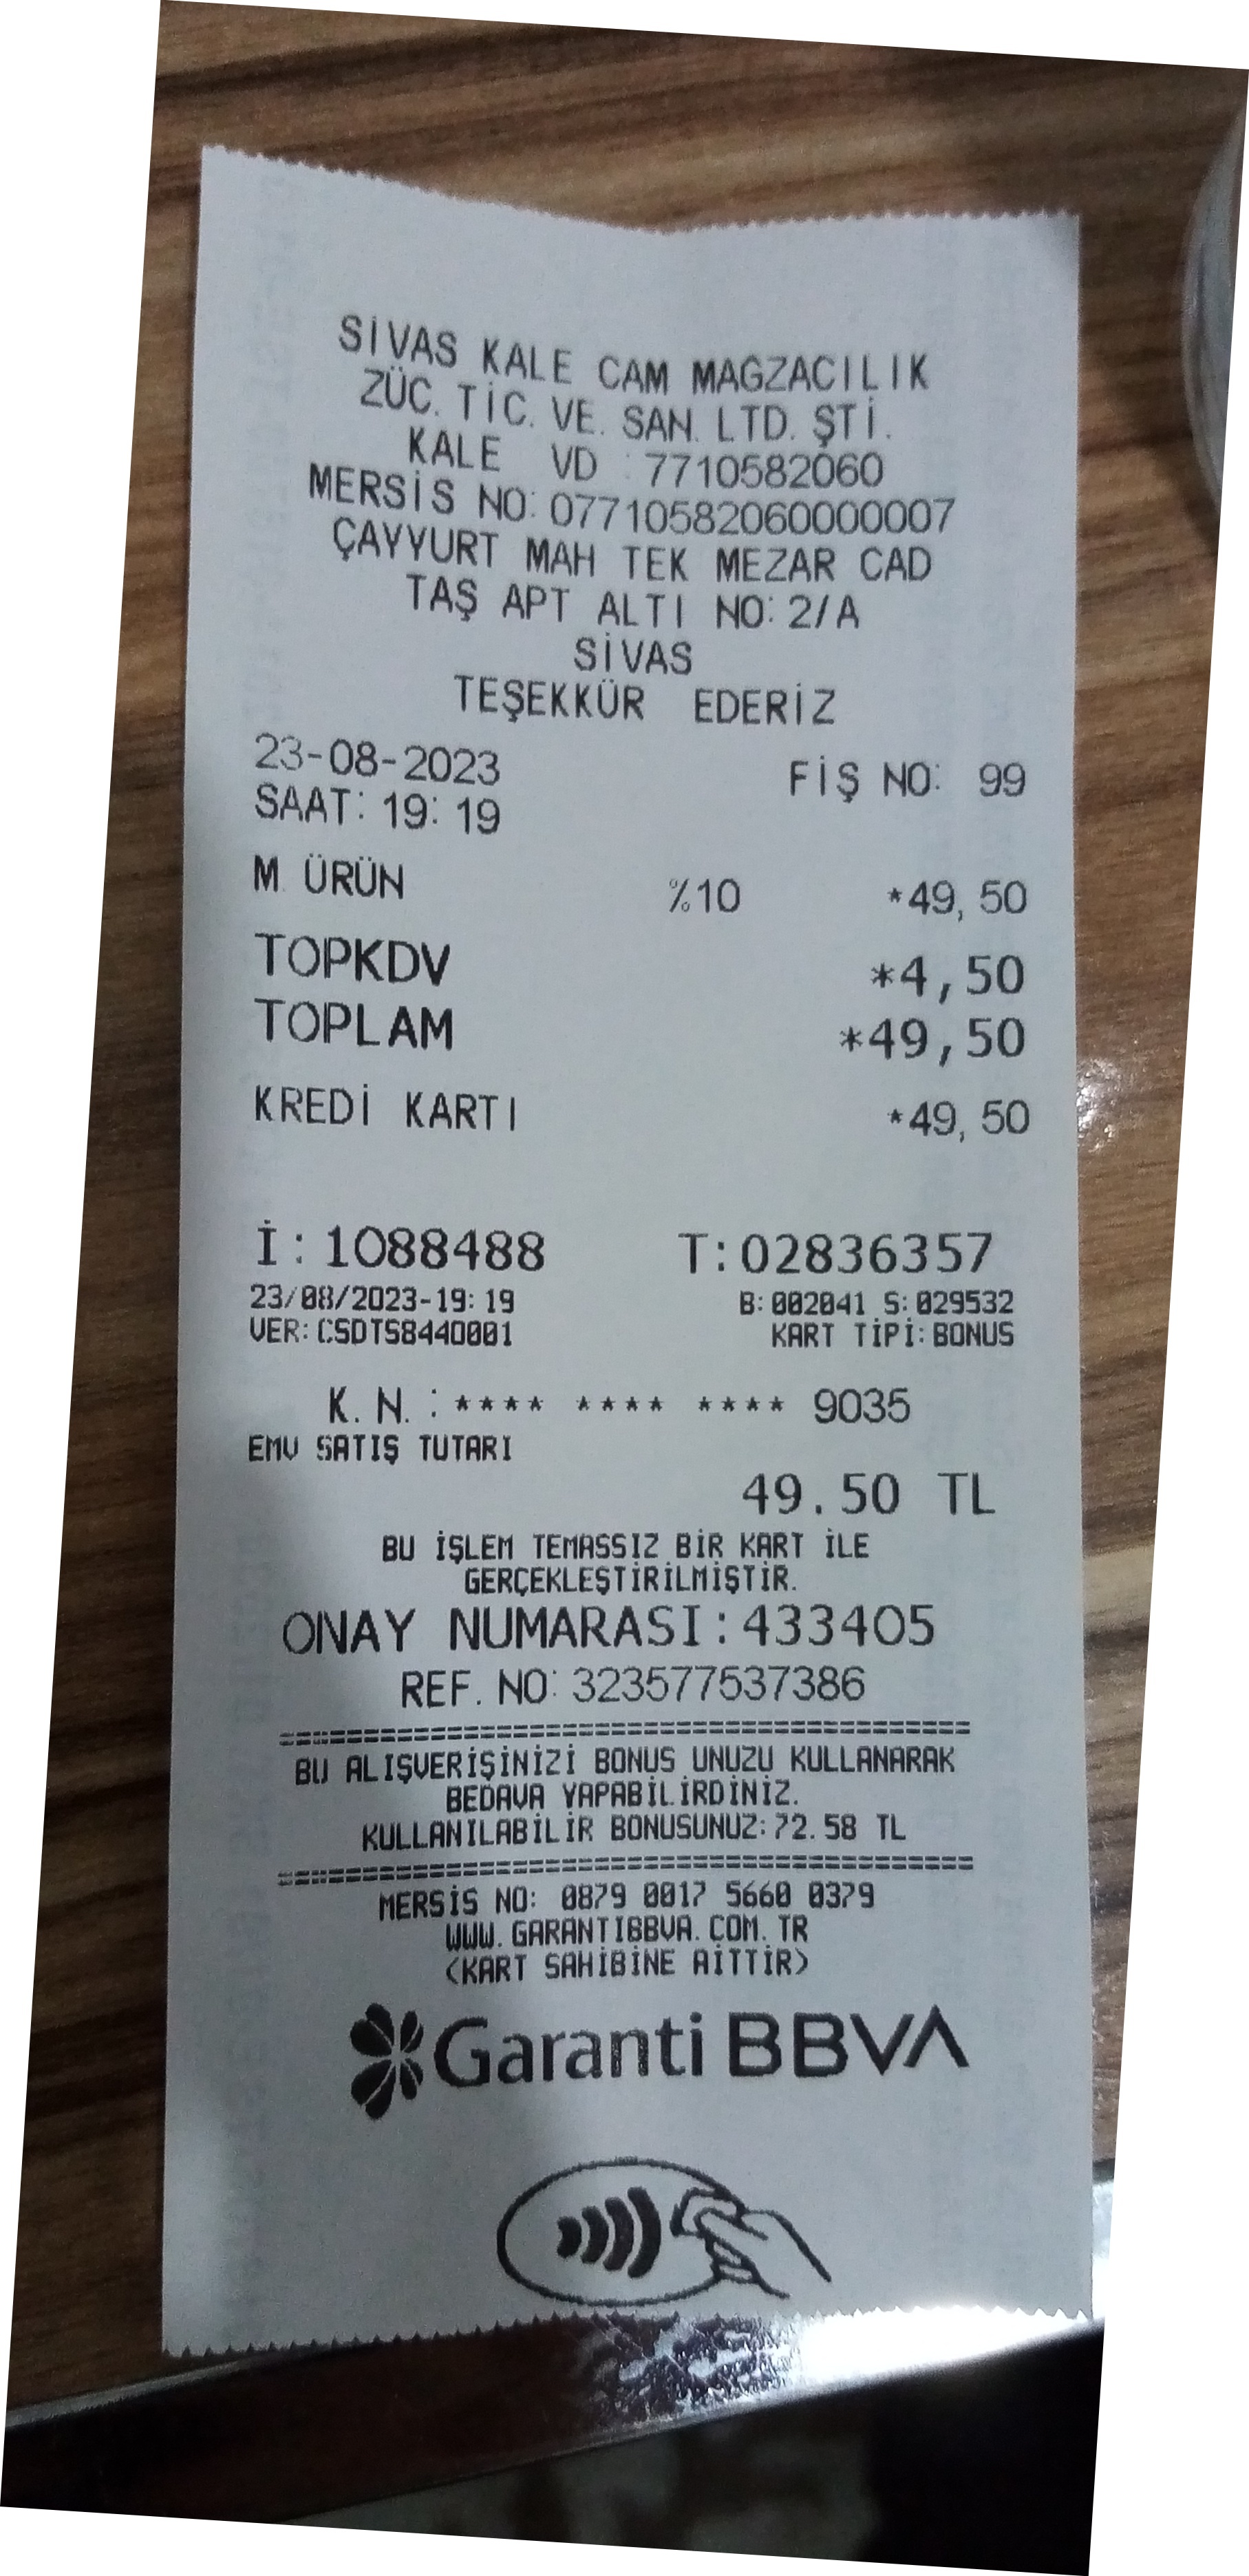 SİVAS KALE CAM MAGZACILIK
ZÜC. TİC. VE. SAN. LTD. ŞTİ.
KALE VD : 7710582060
MERSİS NO: 07710582060000007
ÇAYYURT MAH TEK MEZAR CAD
TAŞ APT ALTI NO: 2/A
SİVAS
TEŞEKKÜR EDERİZ
23-08-2023 FİŞ NO: 99
SAAT: 19: 19
M. ÜRÜN %10 *49, 50
TOPKDV *4,50
TOPLAM *49,50
KREDİ KARTI *49, 50
İ:1088488 T:02836357
23/08/2023-19: 19 B: 002041 S: 029532
VER: CSDTS8440001 KART TİPİ: BONUS
K. N. : **** **** **** 9035
EMV SATIŞ TUTARI
49.50 TL
BU İŞLEM TEMASSIZ BİR KART İLE
GERÇEKLEŞTİRİLMİŞTİR.
ONAY NUMARASI:433405
REF. NO: 323577537386
==========================================
BU ALIŞVERİŞİNİZİ BONUS UNUZU KULLANARAK
BEDAVA YAPABİLİRDİNİZ.
KULLANILABİLİR BONUSUNUZ: 72. 58 TL
==========================================
MERSİS NO: 0879 0017 5660 0379
WWW. GARANTIBBVA. COM. TR
<KART SAHİBİNE AİTTİR>
Garanti BBVA